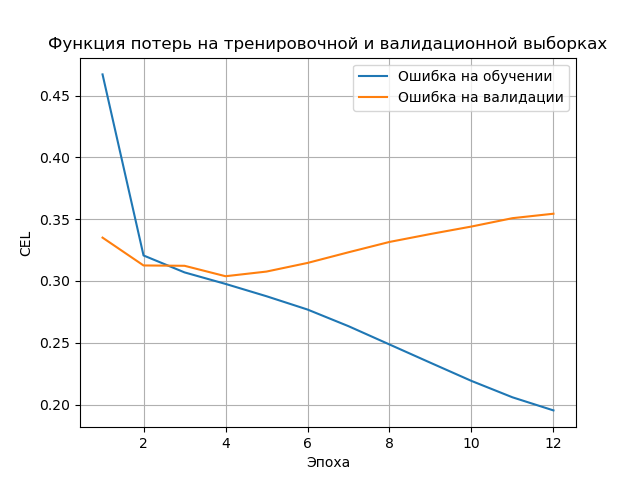 Функция потерь на тренировочной и валидационной выборках
Ошибка на обучении
Ошибка на валидации
CEL
0.45
0.40
0.35
0.30
0.25
0.20
2 4 6 8 10 12
Эпоха